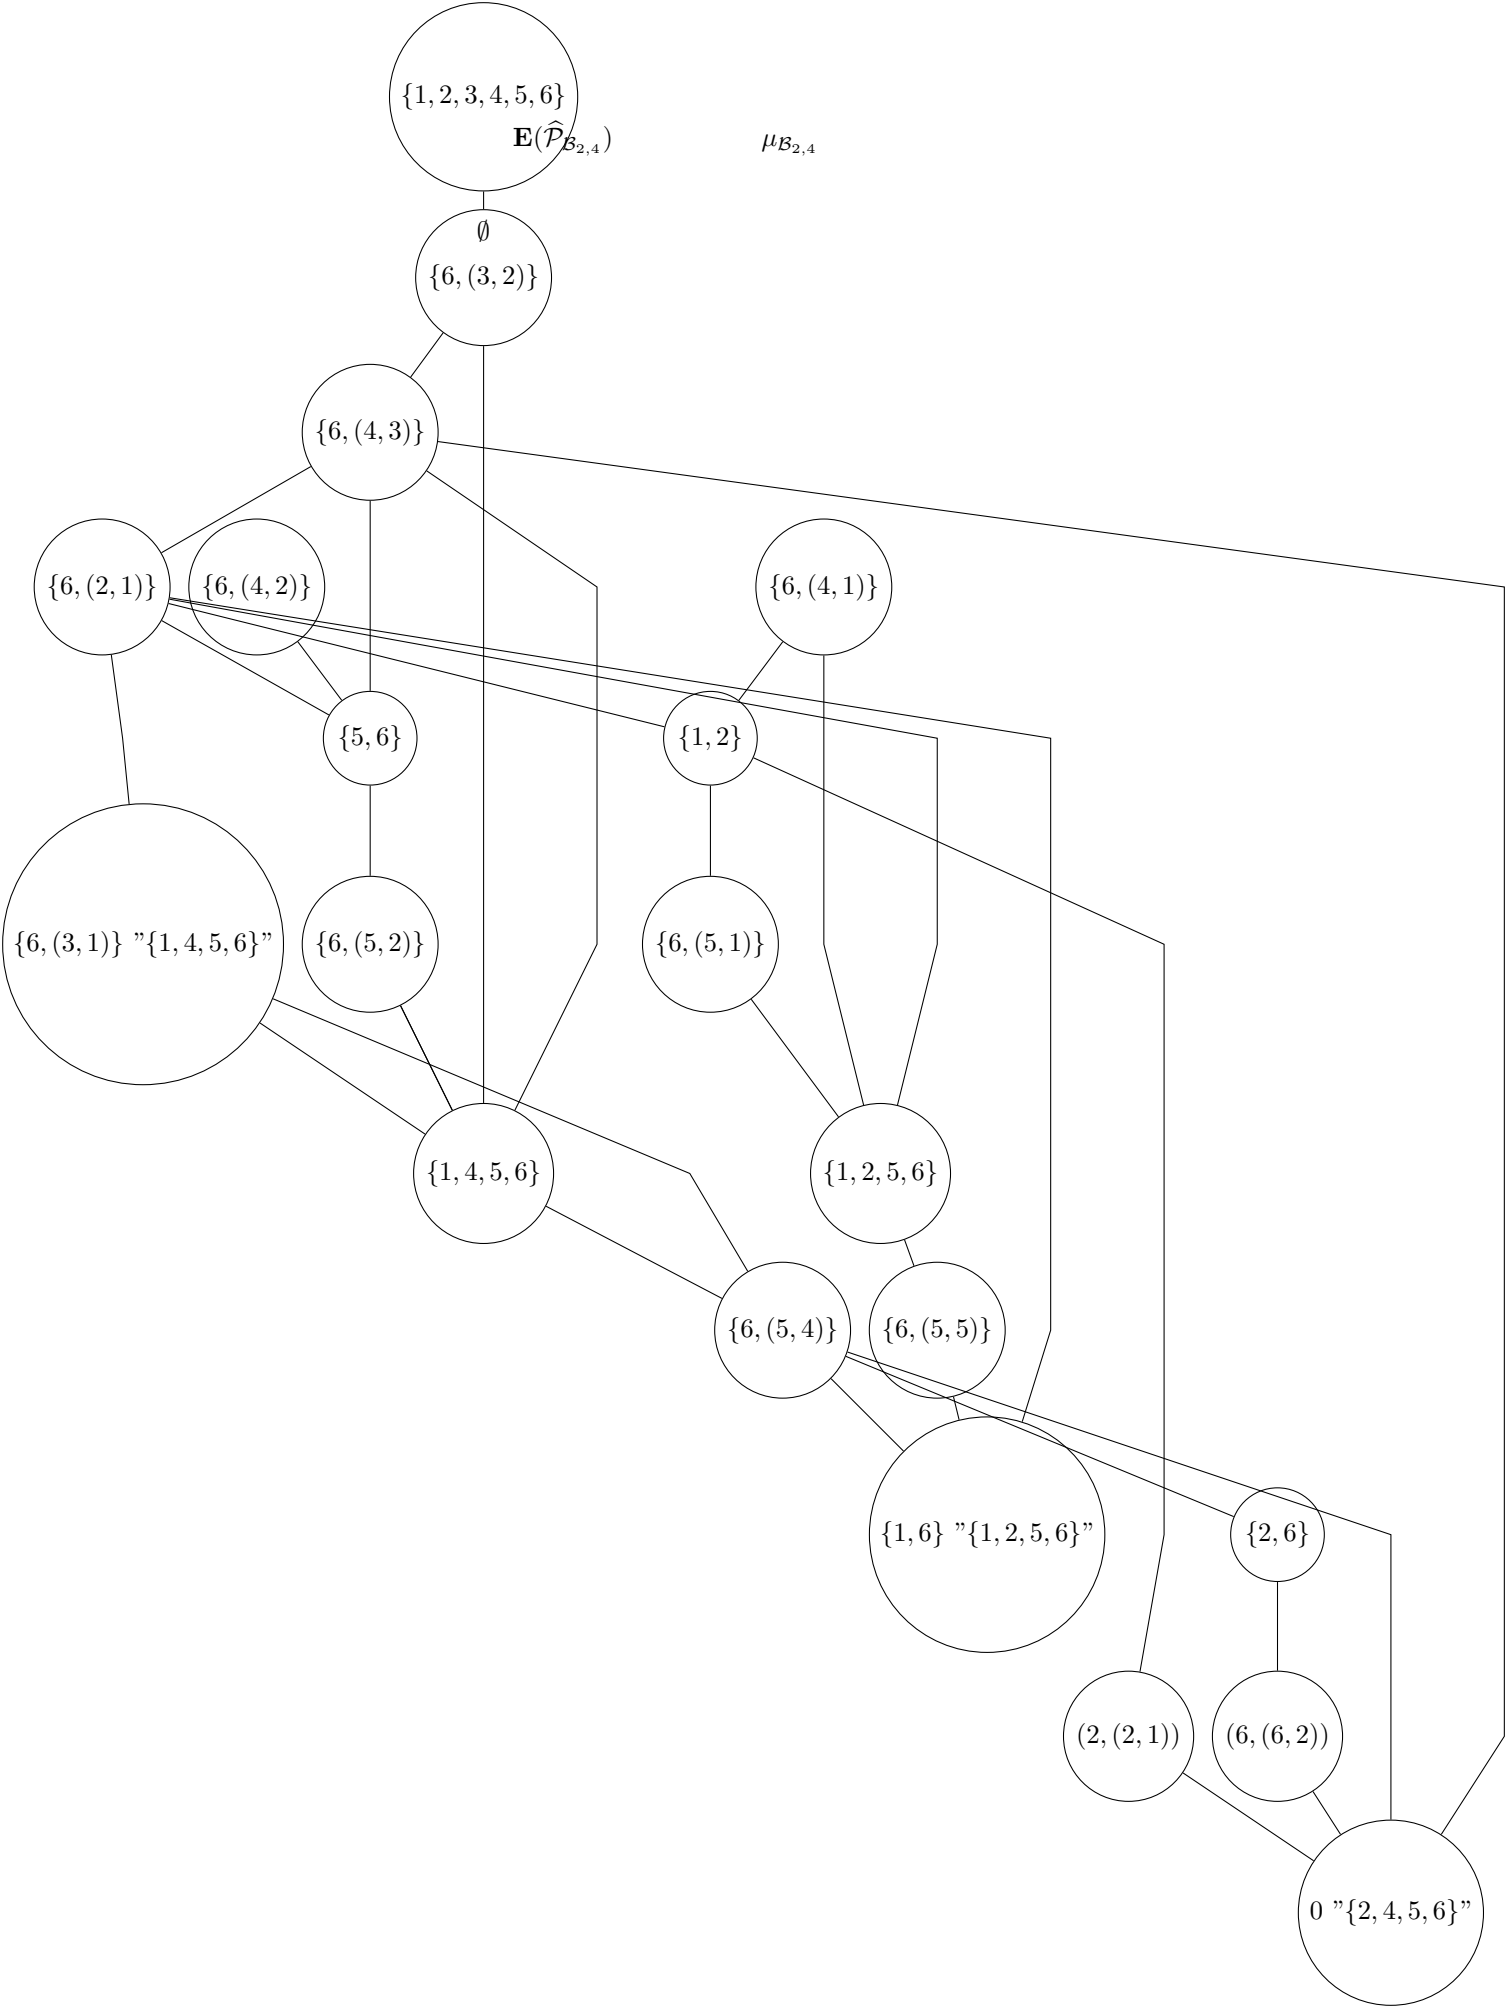 {1, 2, 3, 4, 5, 6}
E(𝒫̂_{ℬ_{2,4}}) μ_{ℬ_{2,4}}
∅
{6, (3, 2)}
{6, (4, 3)}
{6, (2, 1)} {6, (4, 2)} {6, (4, 1)}
{5, 6} {1, 2}
{6, (3, 1)} ”{1, 4, 5, 6}” {6, (5, 2)} {6, (5, 1)}
{1, 4, 5, 6} {1, 2, 5, 6}
{6, (5, 4)} {6, (5, 5)}
{1, 6} ”{1, 2, 5, 6}” {2, 6}
(2, (2, 1)) (6, (6, 2))
0 ”{2, 4, 5, 6}”